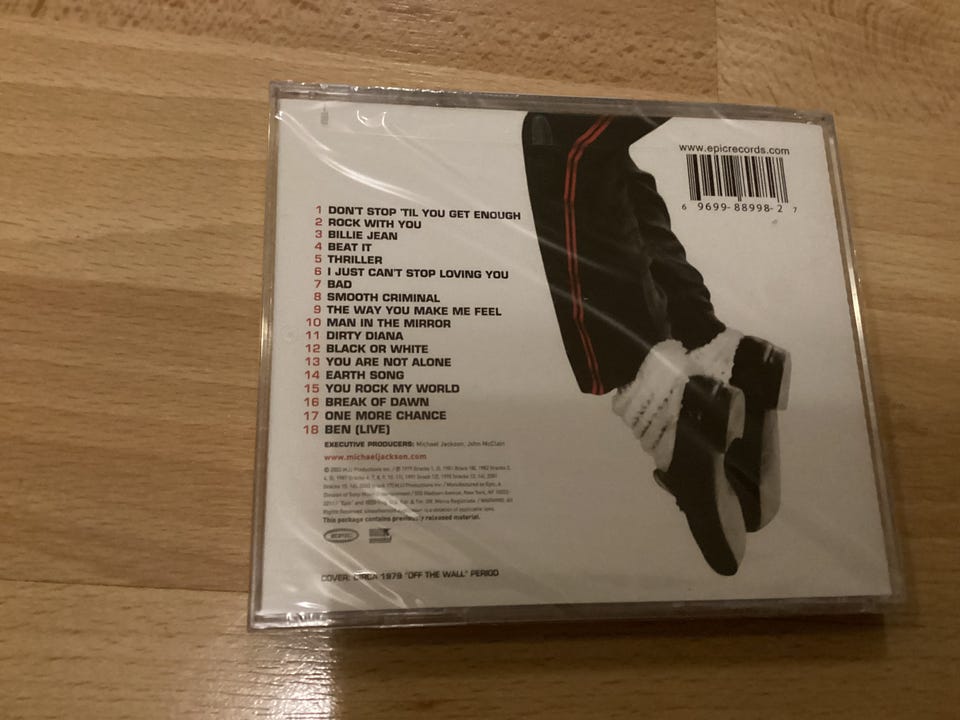 www.epicrecords.com
6 9699-88998-2 7
1 DON'T STOP 'TIL YOU GET ENOUGH
2 ROCK WITH YOU
3 BILLIE JEAN
4 BEAT IT
5 THRILLER
6 I JUST CAN'T STOP LOVING YOU
7 BAD
8 SMOOTH CRIMINAL
9 THE WAY YOU MAKE ME FEEL
10 MAN IN THE MIRROR
11 DIRTY DIANA
12 BLACK OR WHITE
13 YOU ARE NOT ALONE
14 EARTH SONG
15 YOU ROCK MY WORLD
16 BREAK OF DAWN
17 ONE MORE CHANCE
18 BEN (LIVE)
EXECUTIVE PRODUCERS: Michael Jackson, John McClain
www.michaeljackson.com
This package contains previously released material.
epic
COVER: CIRCA 1979 "OFF THE WALL" PERIOD